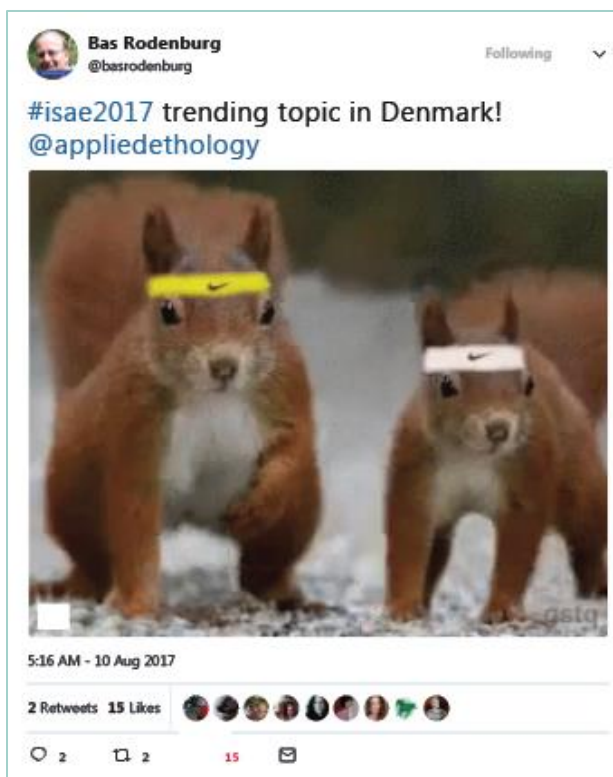 Bas Rodenburg
@basrodenburg
Following
#isae2017 trending topic in Denmark!
@appliedethology
gstq
5:16 AM - 10 Aug 2017
2 Retweets 15 Likes
2 2 15